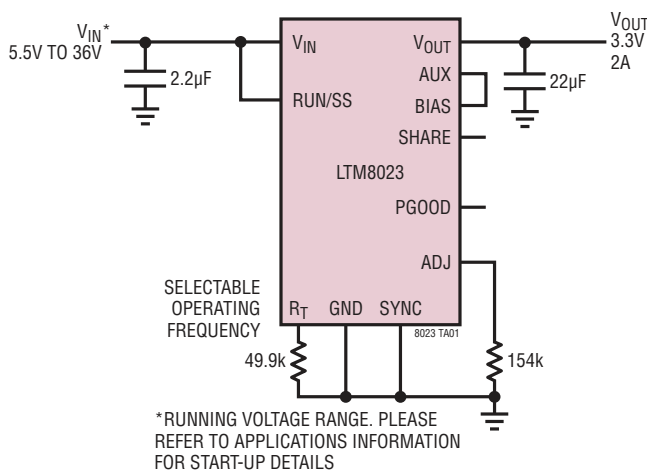 VIN*
5.5V TO 36V
2.2µF
VIN
RUN/SS
VOUT
AUX
BIAS
SHARE
LTM8023
PGOOD
ADJ
VOUT
3.3V
2A
22µF
SELECTABLE
OPERATING
FREQUENCY
RT GND SYNC
8023 TA01
49.9k
154k
*RUNNING VOLTAGE RANGE. PLEASE
REFER TO APPLICATIONS INFORMATION
FOR START-UP DETAILS